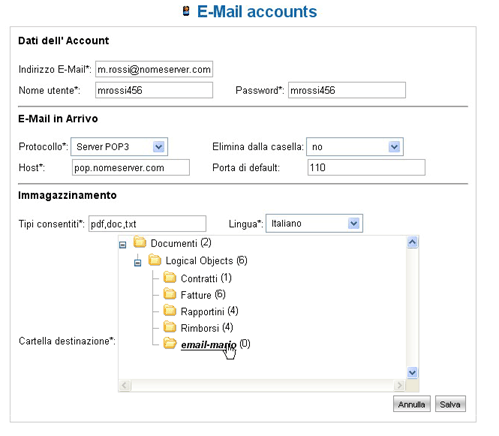 E-Mail accounts
Dati dell' Account
Indirizzo E-Mail*: m.rossi@nomeserver.com
Nome utente*: mrossi456 Password*: mrossi456
E-Mail in Arrivo
Protocollo*: Server POP3 Elimina dalla casella: no
Host*: pop.nomeserver.com Porta di default: 110
Immagazzinamento
Tipi consentiti*: pdf,doc,txt Lingua*: Italiano
Documenti (2)
Logical Objects (6)
Contratti (1)
Fatture (6)
Rapportini (4)
Rimborsi (4)
Cartella destinazione*: email-mario (0)
Annulla Salva